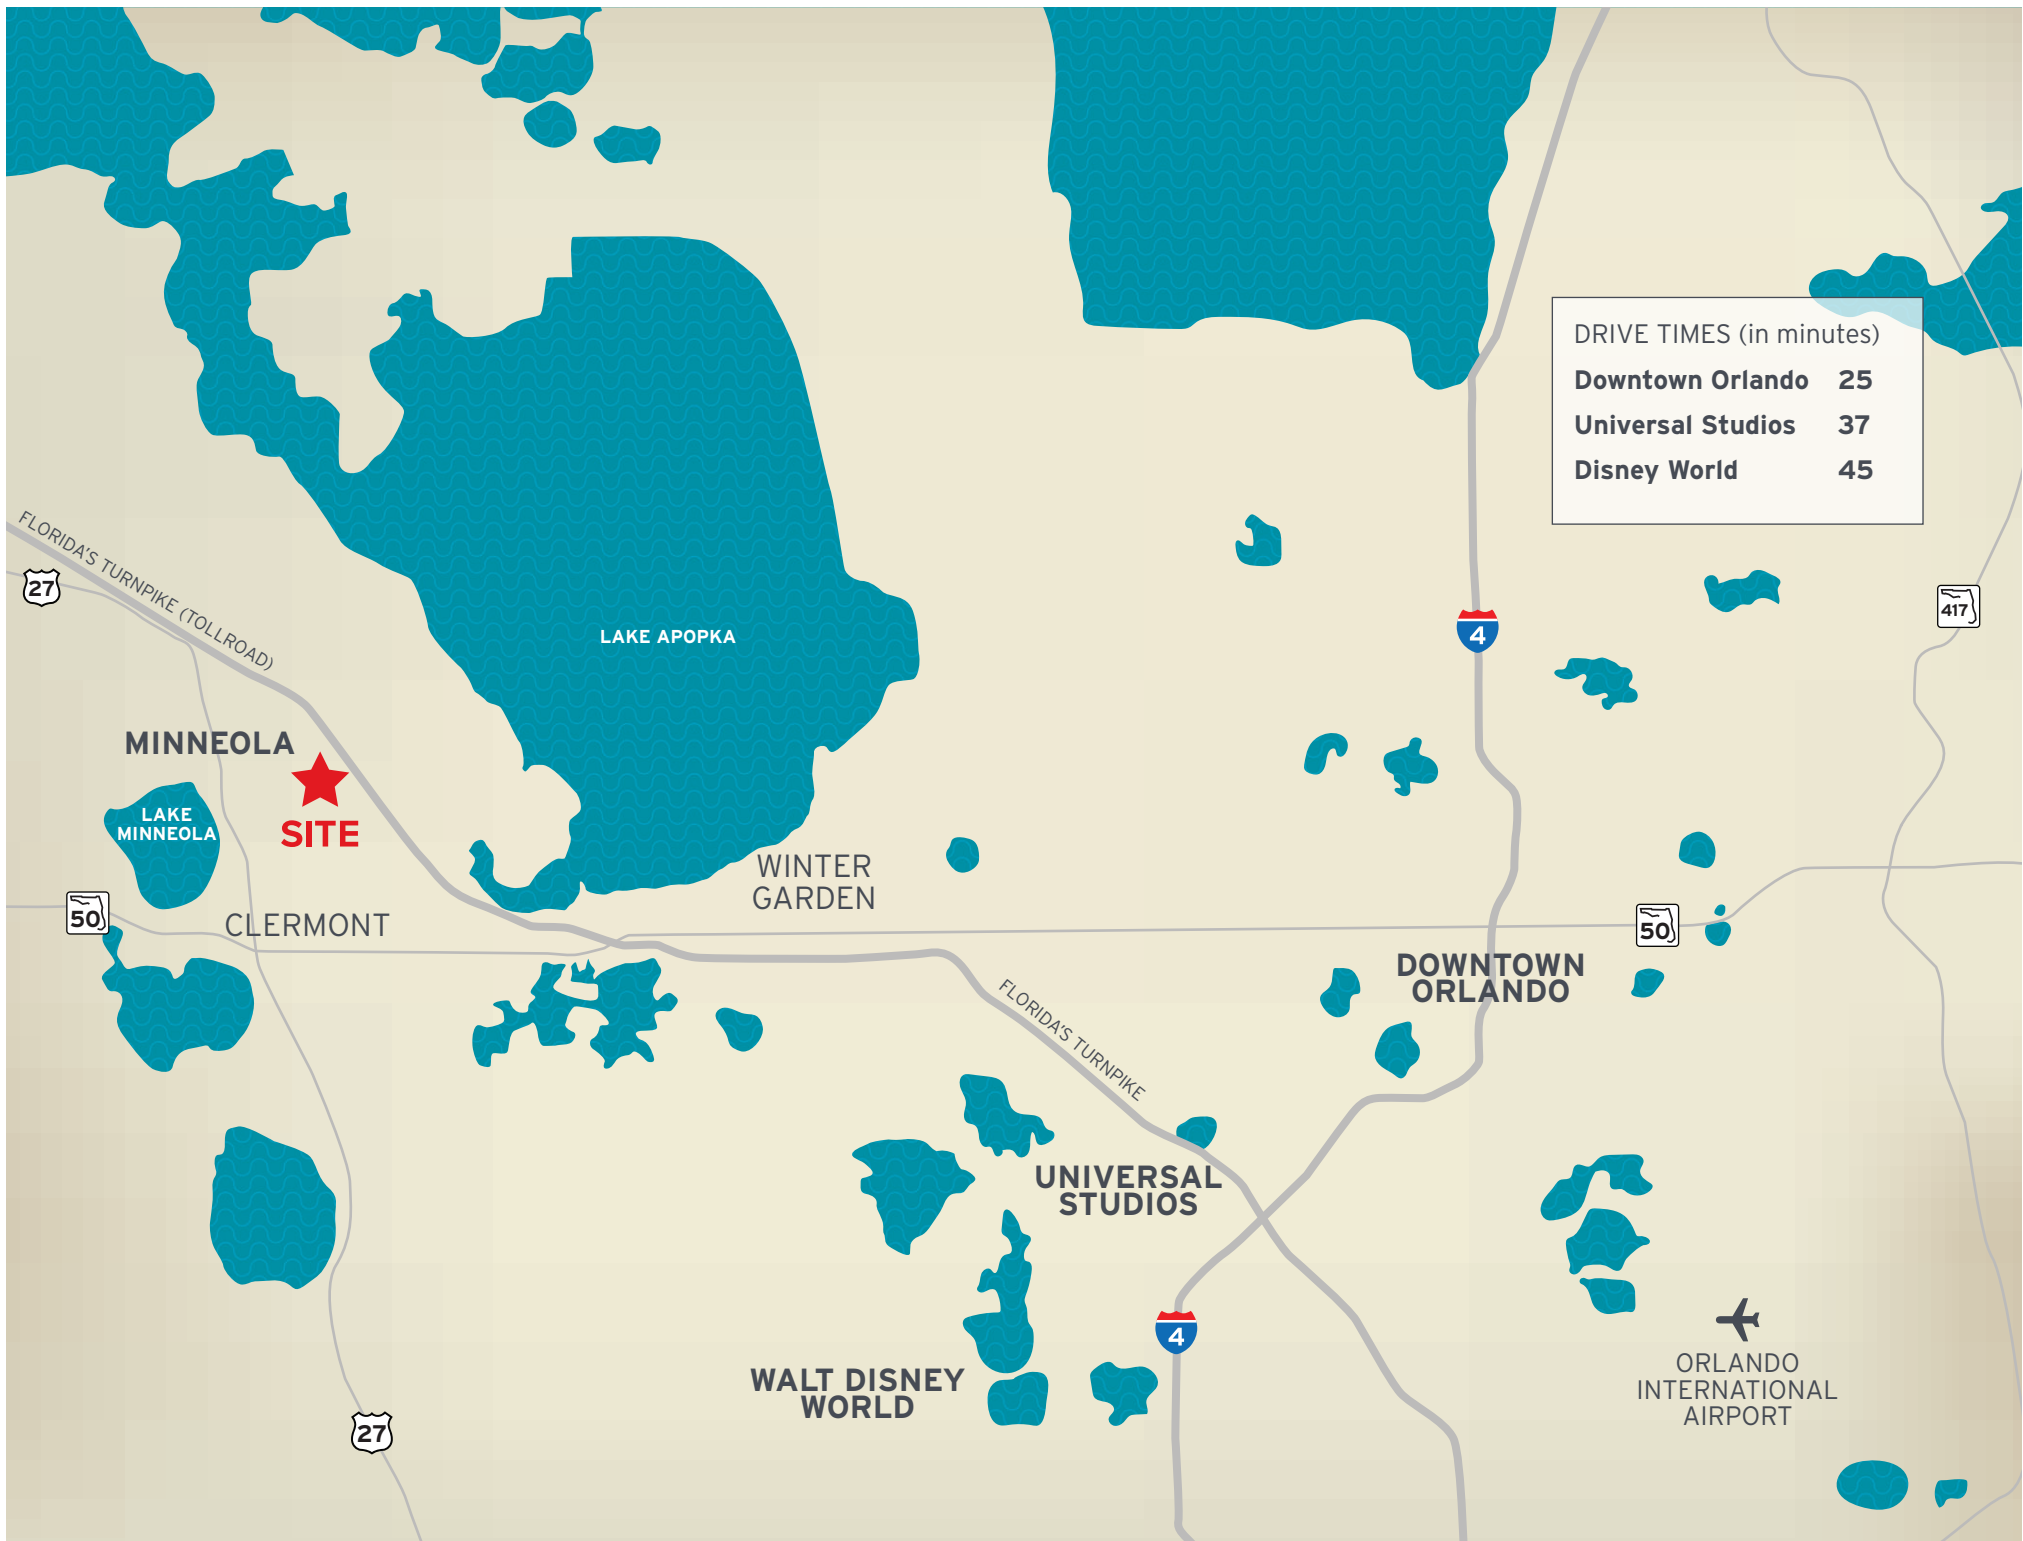 DRIVE TIMES (in minutes)
Downtown Orlando 25
Universal Studios 37
Disney World 45
FLORIDA'S TURNPIKE (TOLLROAD)
27
417
4
LAKE APOPKA
MINNEOLA
LAKE
MINNEOLA
SITE
WINTER
GARDEN
50
CLERMONT
50
DOWNTOWN
ORLANDO
FLORIDA'S TURNPIKE
UNIVERSAL
STUDIOS
4
WALT DISNEY
WORLD
ORLANDO
INTERNATIONAL
AIRPORT
27